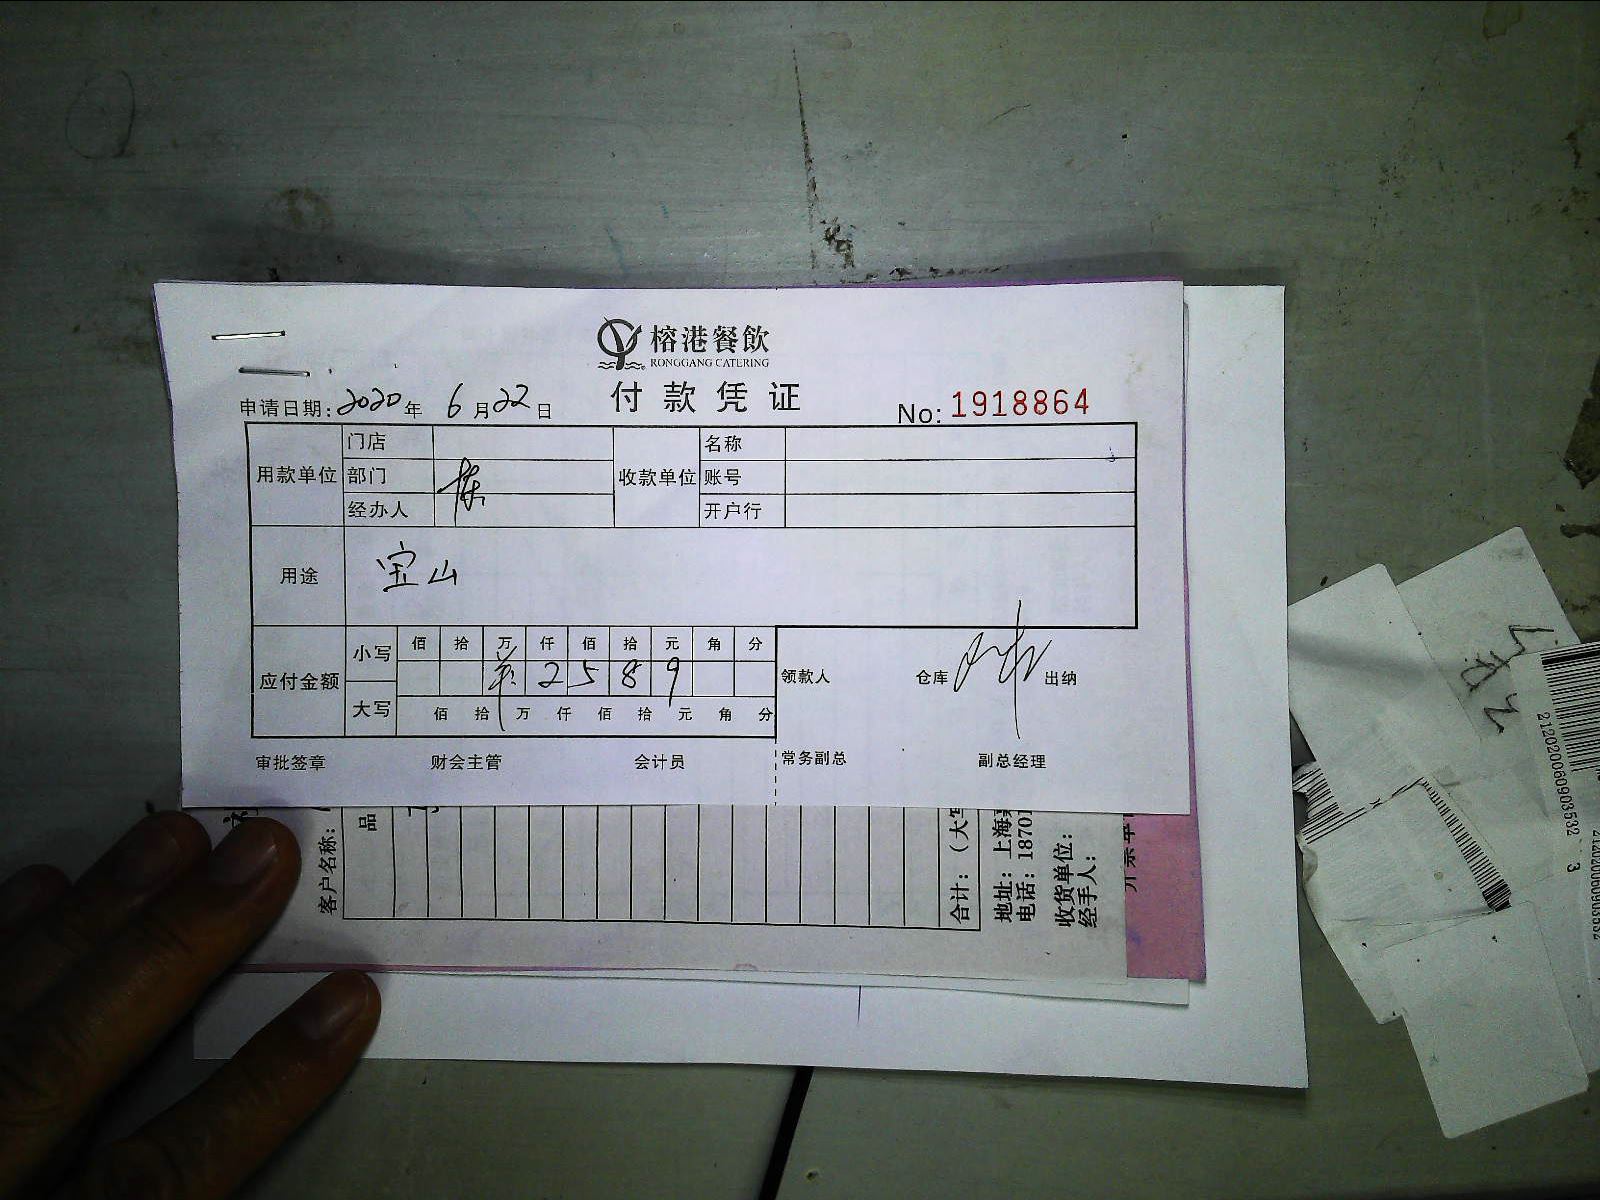 榕港餐飲
RONGGANG CATERING
付款凭证
申请日期: 2020年 6月22日
No: 1918864
用款单位 门店 收款单位 名称
部门 账号
经办人 开户行
用途 宝山
应付金额 小写 佰 拾 万 仟 佰 拾 元 角 分
2 5 8 9
大写 佰 拾 万 仟 佰 拾 元 角 分
领款人 仓库 出纳
审批签章 财会主管 会计员 常务副总 副总经理
客户名称:
品
合计:(大写
地址: 上海
电话: 1870
收货单位:
经手人:
212020060903532 3
212020060903532